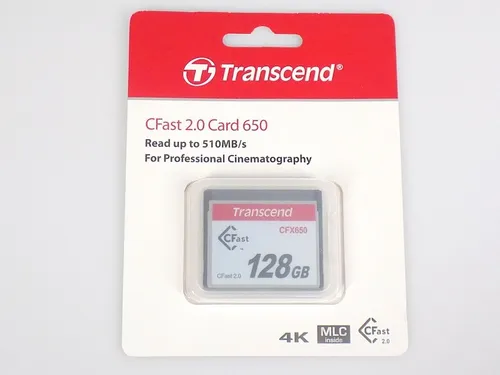 Transcend®
CFast 2.0 Card 650
Read up to 510MB/s
For Professional Cinematography
Transcend
CFast
CFX650
CFast 2.0
128GB
4K
MLC
inside
CFast
2.0